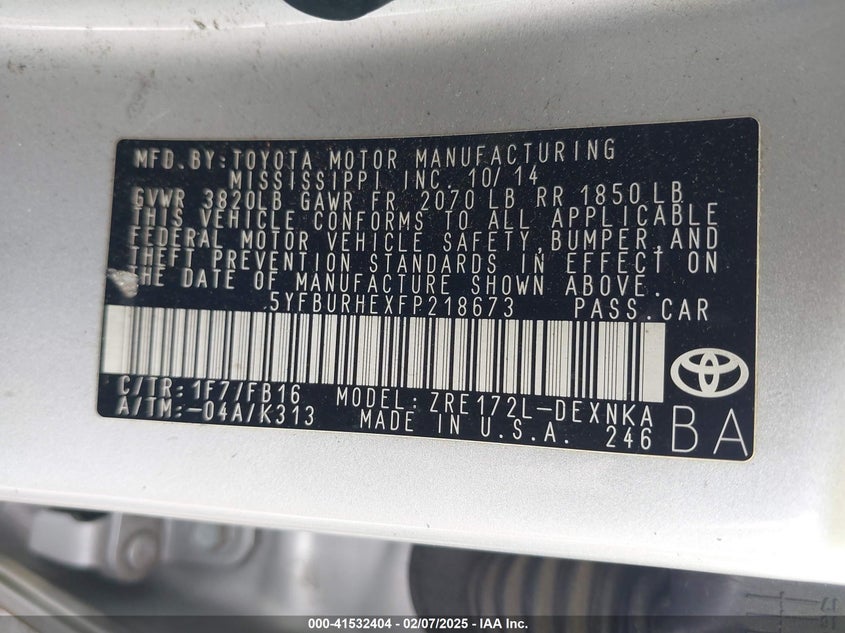 MFD.BY:TOYOTA MOTOR MANUFACTURING
MISSISSIPPI INC. 10/14
GVWR 3820LB GAWR FR 2070 LB RR 1850 LB
THIS VEHICLE CONFORMS TO ALL APPLICABLE
FEDERAL MOTOR VEHICLE SAFETY,BUMPER,AND
THEFT PREVENTION STANDARDS IN EFFECT ON
THE DATE OF MANUFACTURE SHOWN ABOVE.
5YFBURHEXFP218673 PASS.CAR
C/TR:1F7/FB16 MODEL:ZRE172L-DEXNKA
A/TM:-04A/K313 MADE IN U.S.A. 246
BA
000-41532404 - 02/07/2025 - IAA Inc.